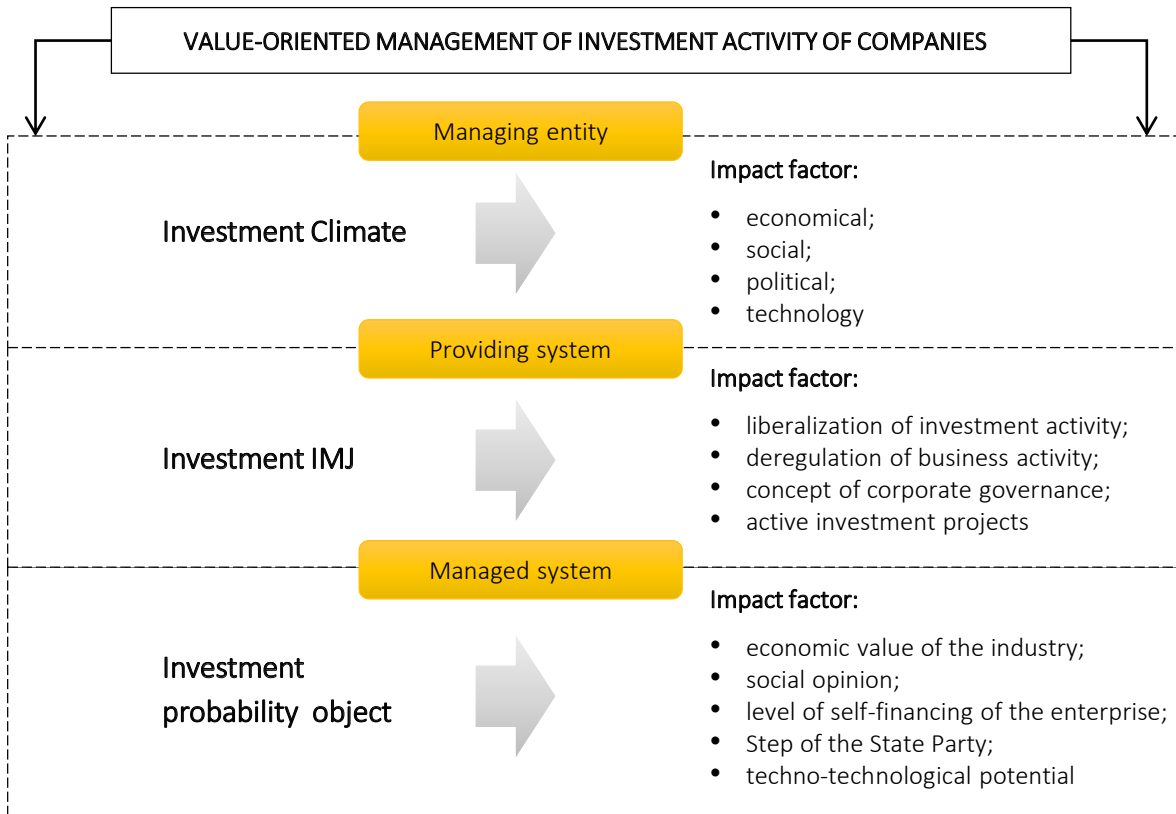 VALUE-ORIENTED MANAGEMENT OF INVESTMENT ACTIVITY OF COMPANIES
Managing entity
Investment Climate
Impact factor:
• economical;
• social;
• political;
• technology
Providing system
Investment IMJ
Impact factor:
• liberalization of investment activity;
• deregulation of business activity;
• concept of corporate governance;
• active investment projects
Managed system
Investment
probability object
Impact factor:
• economic value of the industry;
• social opinion;
• level of self-financing of the enterprise;
• Step of the State Party;
• techno-technological potential